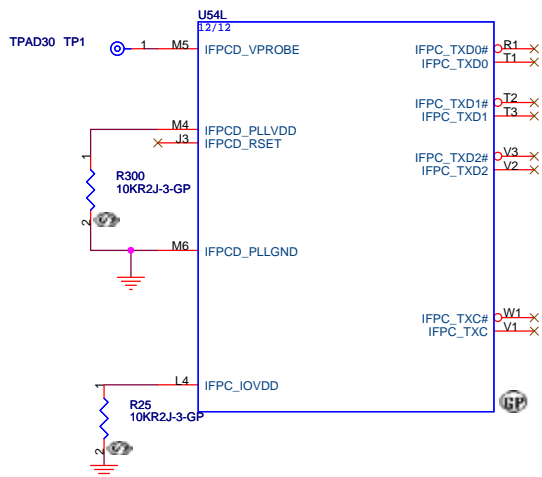 U54L
12/12
TPAD30 TP1
1
M5
IFPCD_VPROBE
IFPC_TXD0#
R1
IFPC_TXD0
T1
IFPC_TXD1#
T2
IFPC_TXD1
T3
M4
IFPCD_PLLVDD
J3
IFPCD_RSET
IFPC_TXD2#
V3
IFPC_TXD2
V2
1
R300
10KR2J-3-GP
2
M6
IFPCD_PLLGND
IFPC_TXC#
W1
IFPC_TXC
V1
L4
IFPC_IOVDD
1
R25
10KR2J-3-GP
2
GP